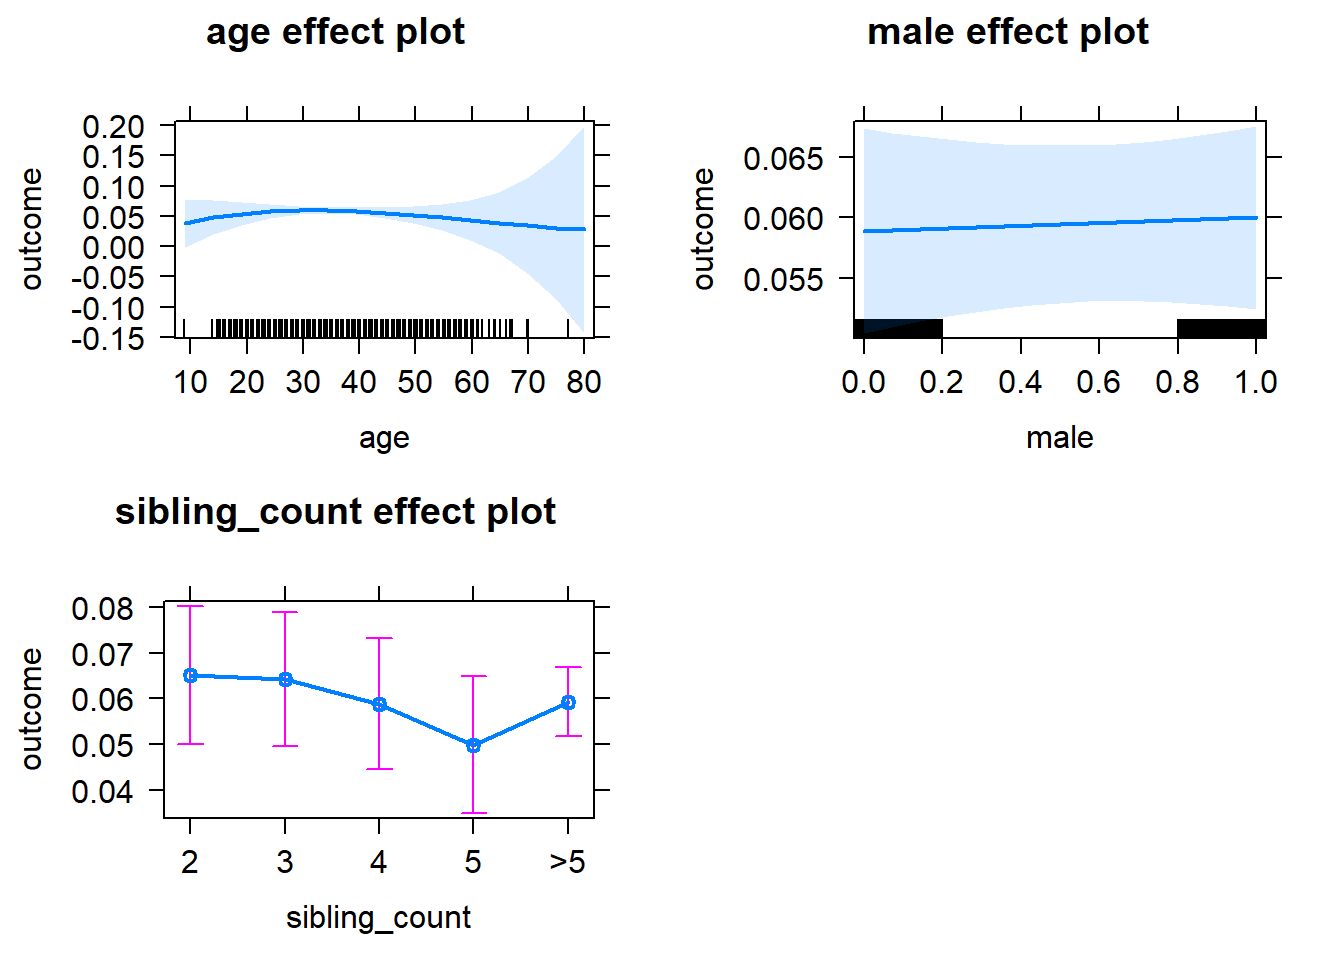 age effect plot
outcome
0.20
0.15
0.10
0.05
0.00
-0.05
-0.10
-0.15
10 20 30 40 50 60 70 80
age
male effect plot
outcome
0.065
0.060
0.055
0.0 0.2 0.4 0.6 0.8 1.0
male
sibling_count effect plot
outcome
0.08
0.07
0.06
0.05
0.04
2 3 4 5 >5
sibling_count